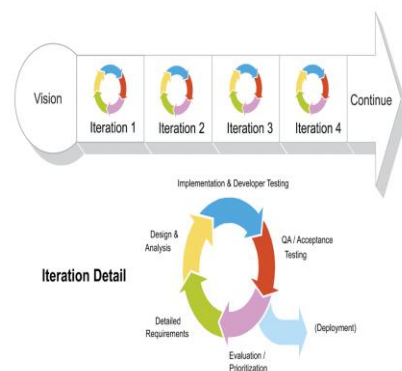 Vision
Iteration 1
Iteration 2
Iteration 3
Iteration 4
Continue
Implementation & Developer Testing
Design &
Analysis
QA / Acceptance
Testing
Iteration Detail
Detailed
Requirements
(Deployment)
Evaluation /
Prioritization